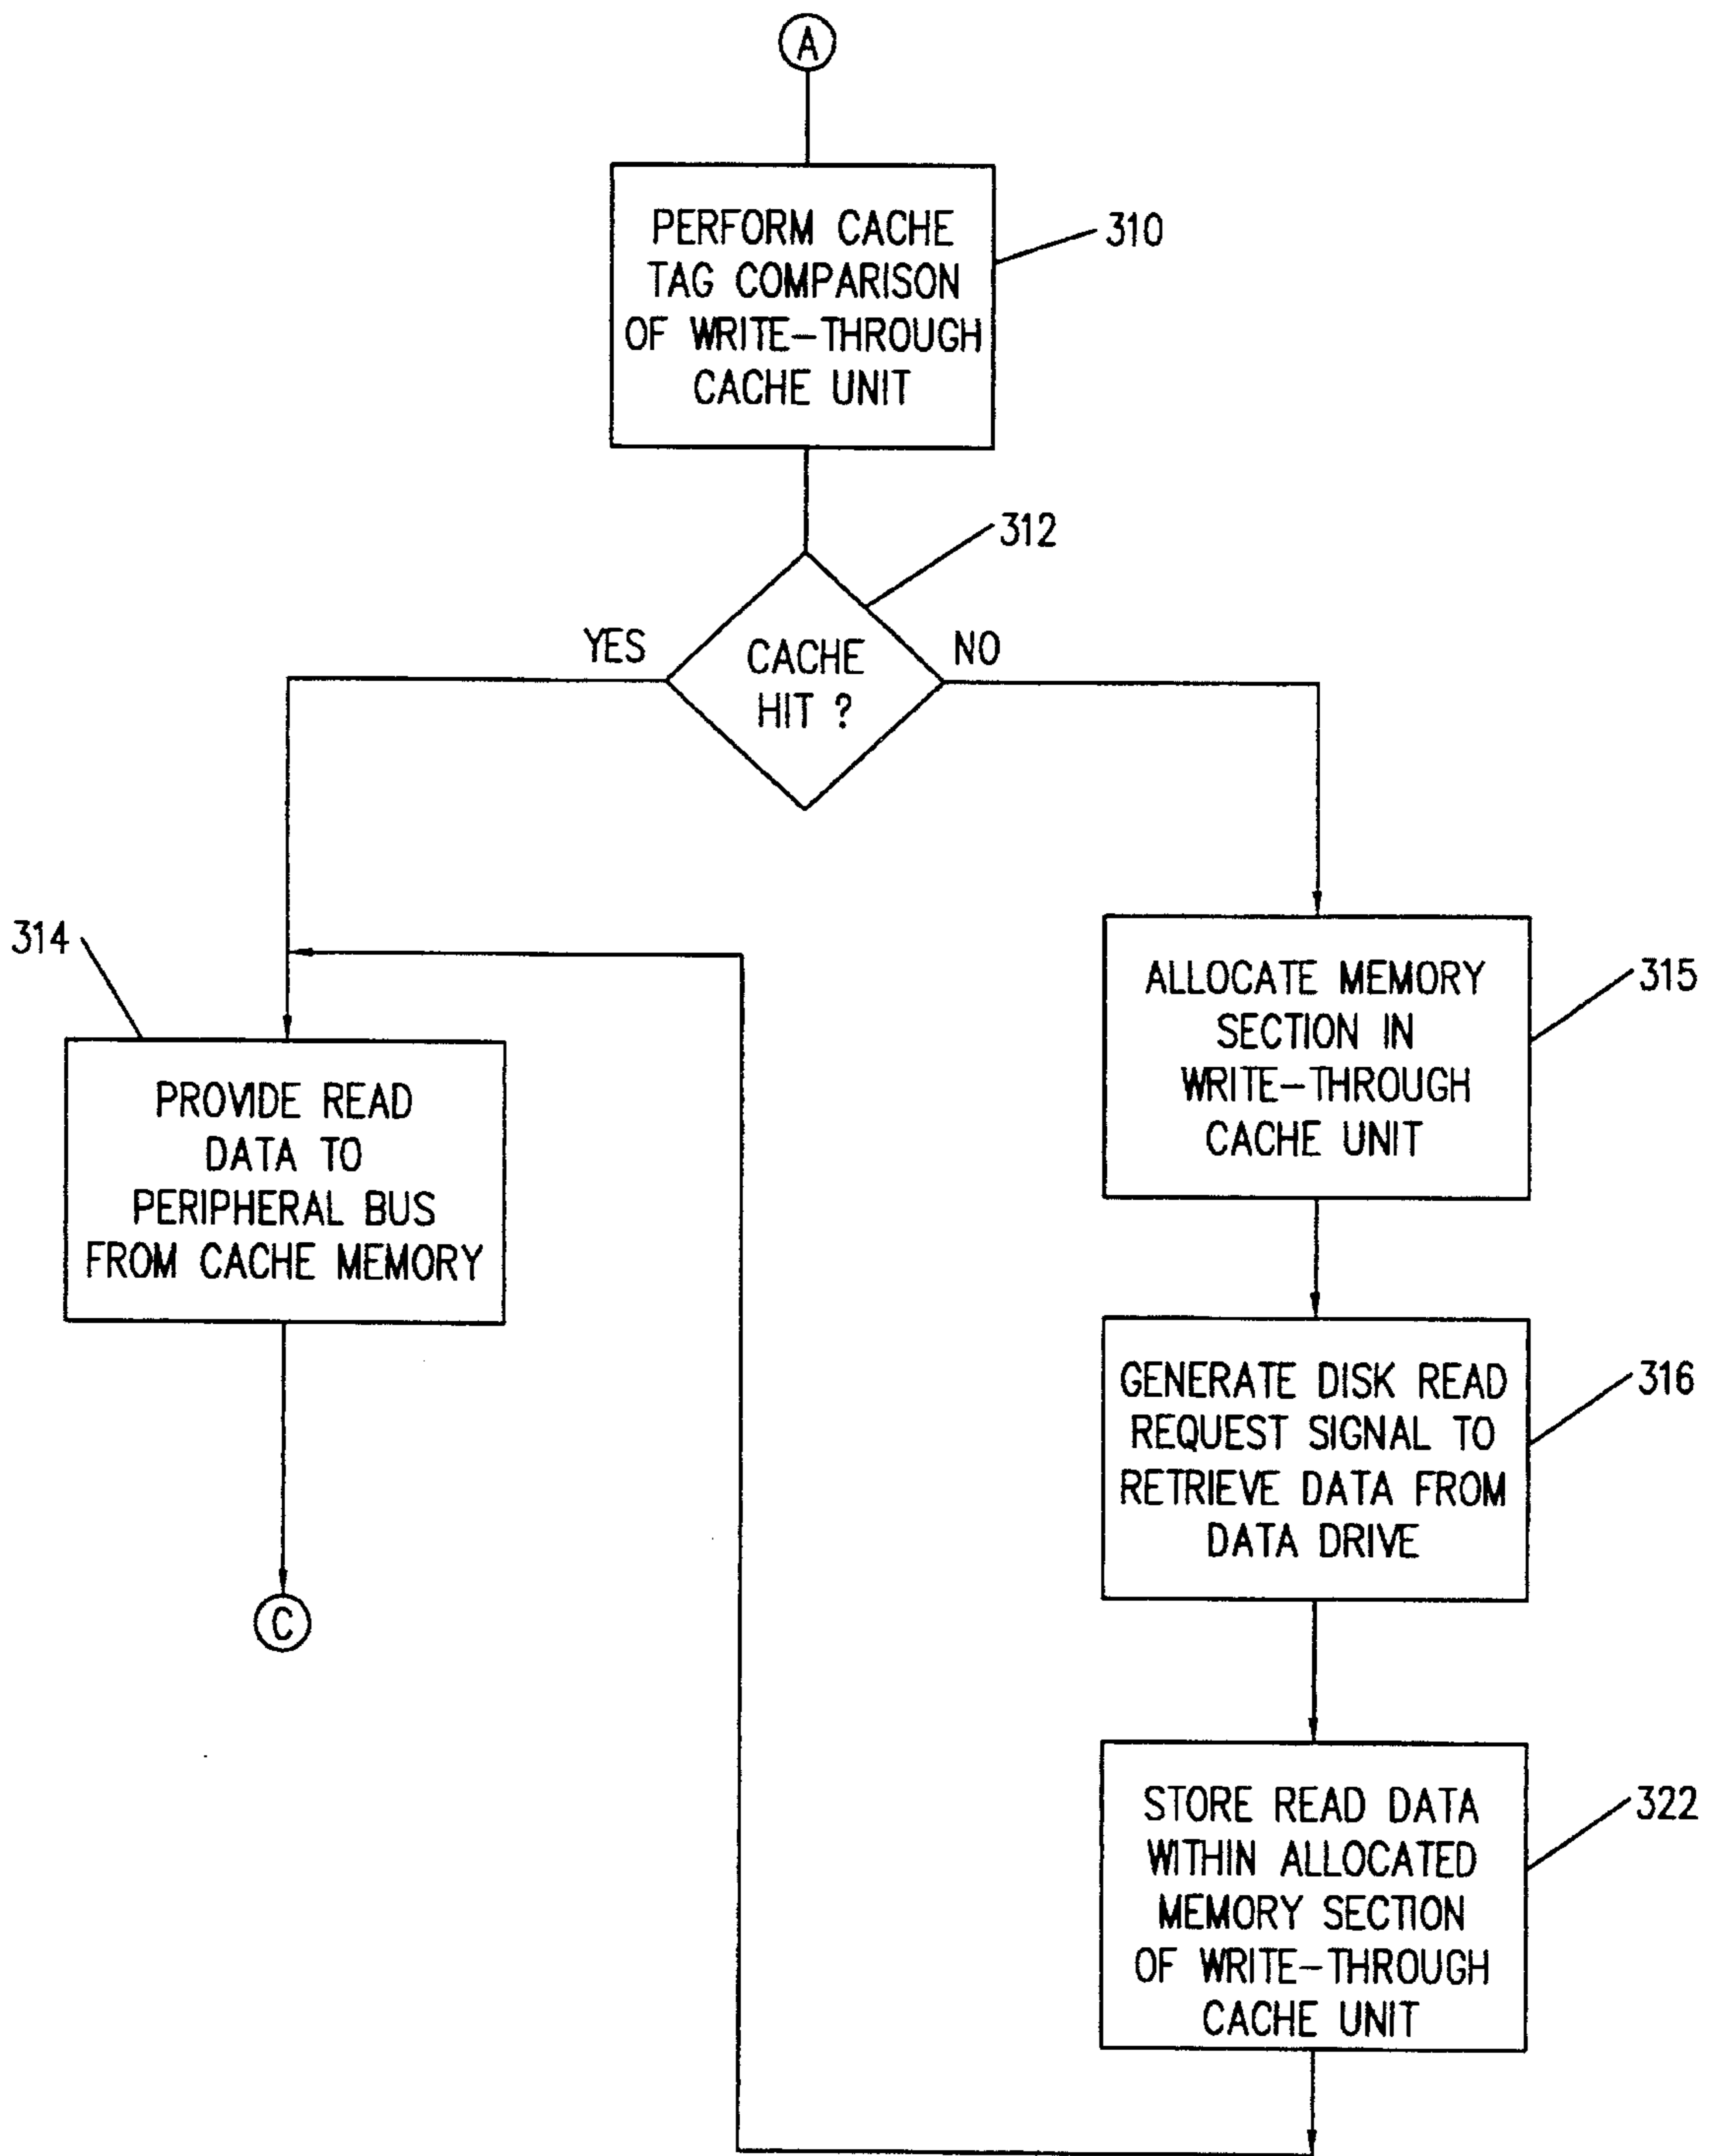 A
PERFORM CACHE
TAG COMPARISON
OF WRITE-THROUGH
CACHE UNIT
310
312
YES
CACHE
HIT ?
NO
314
PROVIDE READ
DATA TO
PERIPHERAL BUS
FROM CACHE MEMORY
C
ALLOCATE MEMORY
SECTION IN
WRITE-THROUGH
CACHE UNIT
315
GENERATE DISK READ
REQUEST SIGNAL TO
RETRIEVE DATA FROM
DATA DRIVE
316
STORE READ DATA
WITHIN ALLOCATED
MEMORY SECTION
OF WRITE-THROUGH
CACHE UNIT
322